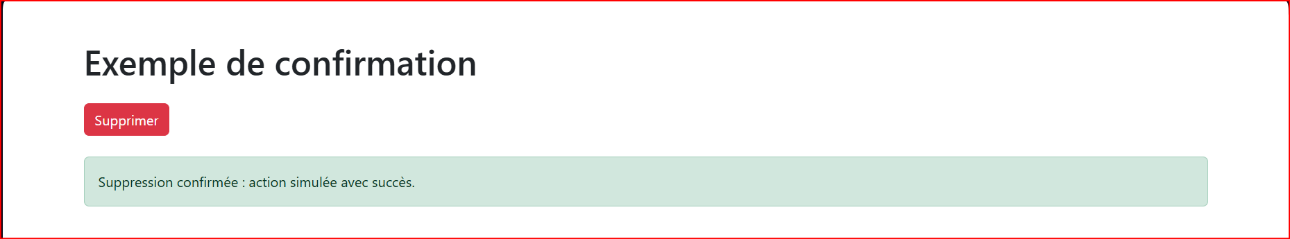 Exemple de confirmation
Supprimer
Suppression confirmée : action simulée avec succès.